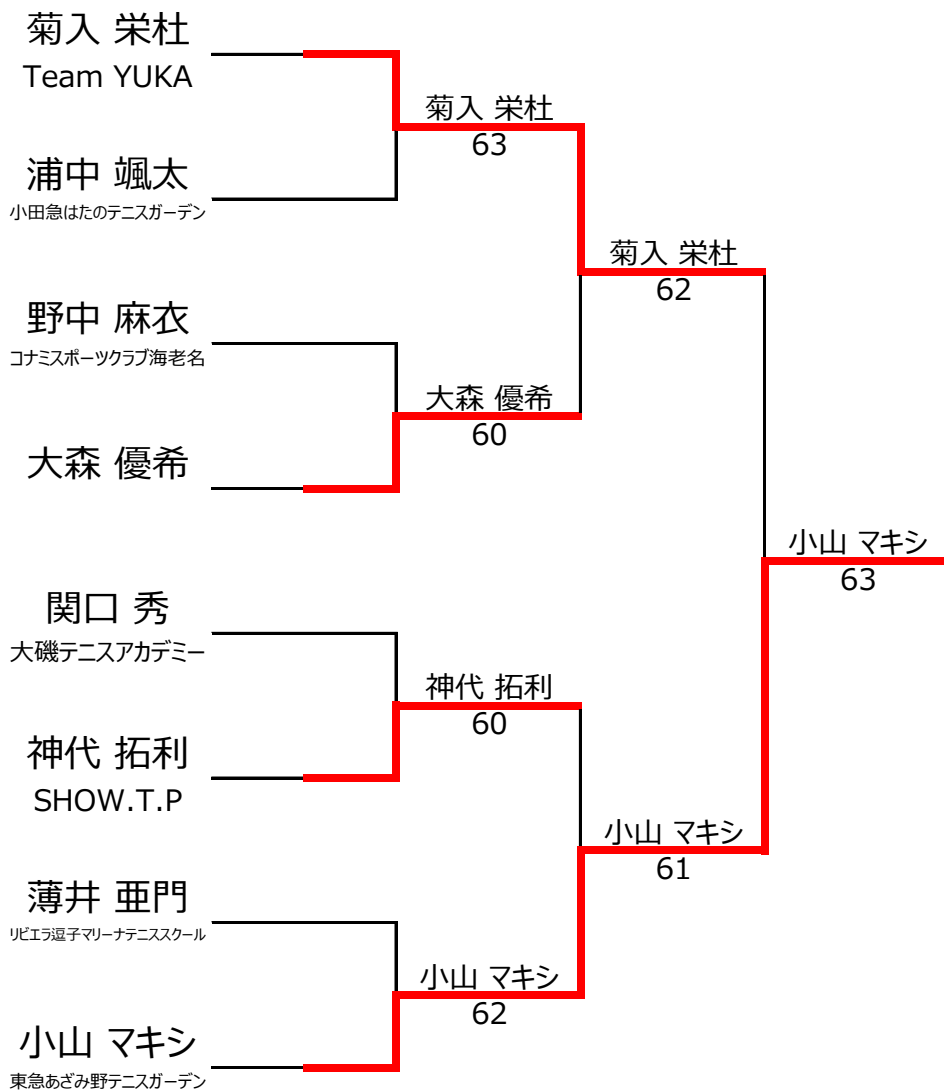 菊入 栄杜
Team YUKA
浦中 颯太
小田急はたのテニスガーデン
野中 麻衣
コナミスポーツクラブ海老名
大森 優希
関口 秀
大磯テニスアカデミー
神代 拓利
SHOW.T.P
薄井 亜門
リビエラ逗子マリーナテニススクール
小山 マキシ
東急あざみ野テニスガーデン
菊入 栄杜
63
大森 優希
60
神代 拓利
60
小山 マキシ
62
菊入 栄杜
62
小山 マキシ
61
小山 マキシ
63